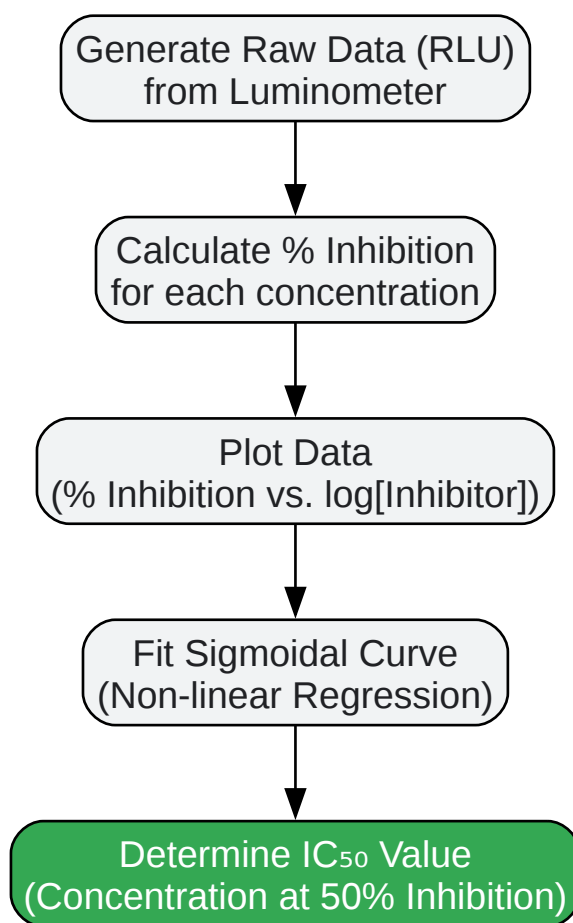 Generate Raw Data (RLU)
from Luminometer
Calculate % Inhibition
for each concentration
Plot Data
(% Inhibition vs. log[Inhibitor])
Fit Sigmoidal Curve
(Non-linear Regression)
Determine IC₅₀ Value
(Concentration at 50% Inhibition)